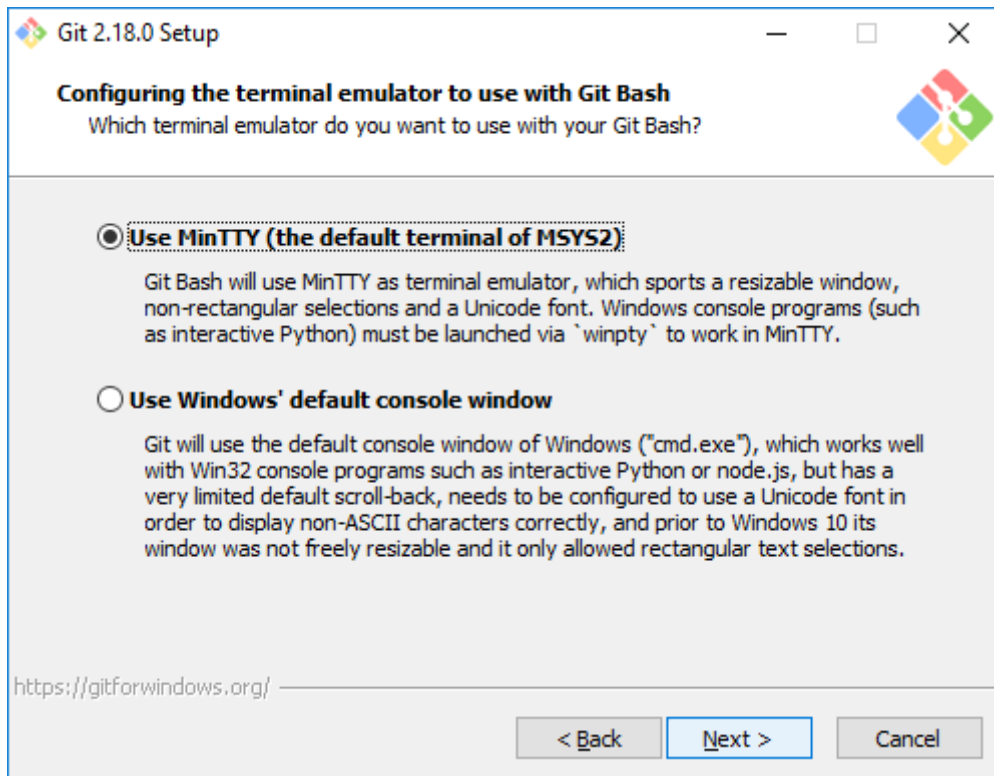 Git 2.18.0 Setup
Configuring the terminal emulator to use with Git Bash
Which terminal emulator do you want to use with your Git Bash?
Use MinTTY (the default terminal of MSYS2)
Git Bash will use MinTTY as terminal emulator, which sports a resizable window,
non-rectangular selections and a Unicode font. Windows console programs (such
as interactive Python) must be launched via `winpty` to work in MinTTY.
Use Windows' default console window
Git will use the default console window of Windows ("cmd.exe"), which works well
with Win32 console programs such as interactive Python or node.js, but has a
very limited default scroll-back, needs to be configured to use a Unicode font in
order to display non-ASCII characters correctly, and prior to Windows 10 its
window was not freely resizable and it only allowed rectangular text selections.
https://gitforwindows.org/
< Back Next > Cancel